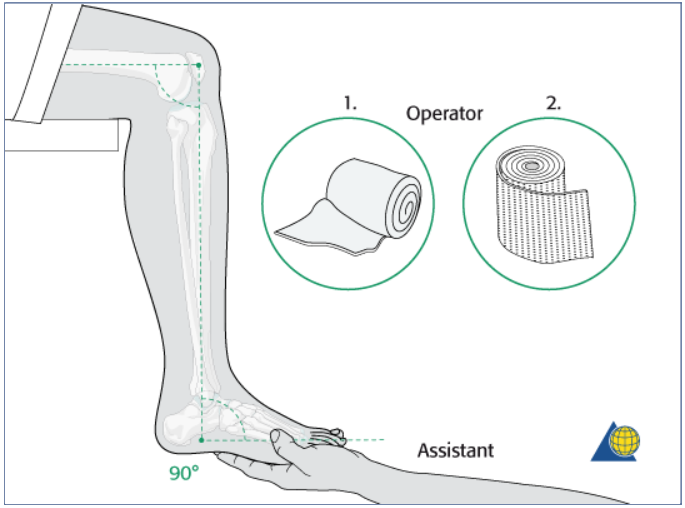 1.
Operator
2.
Assistant
90°